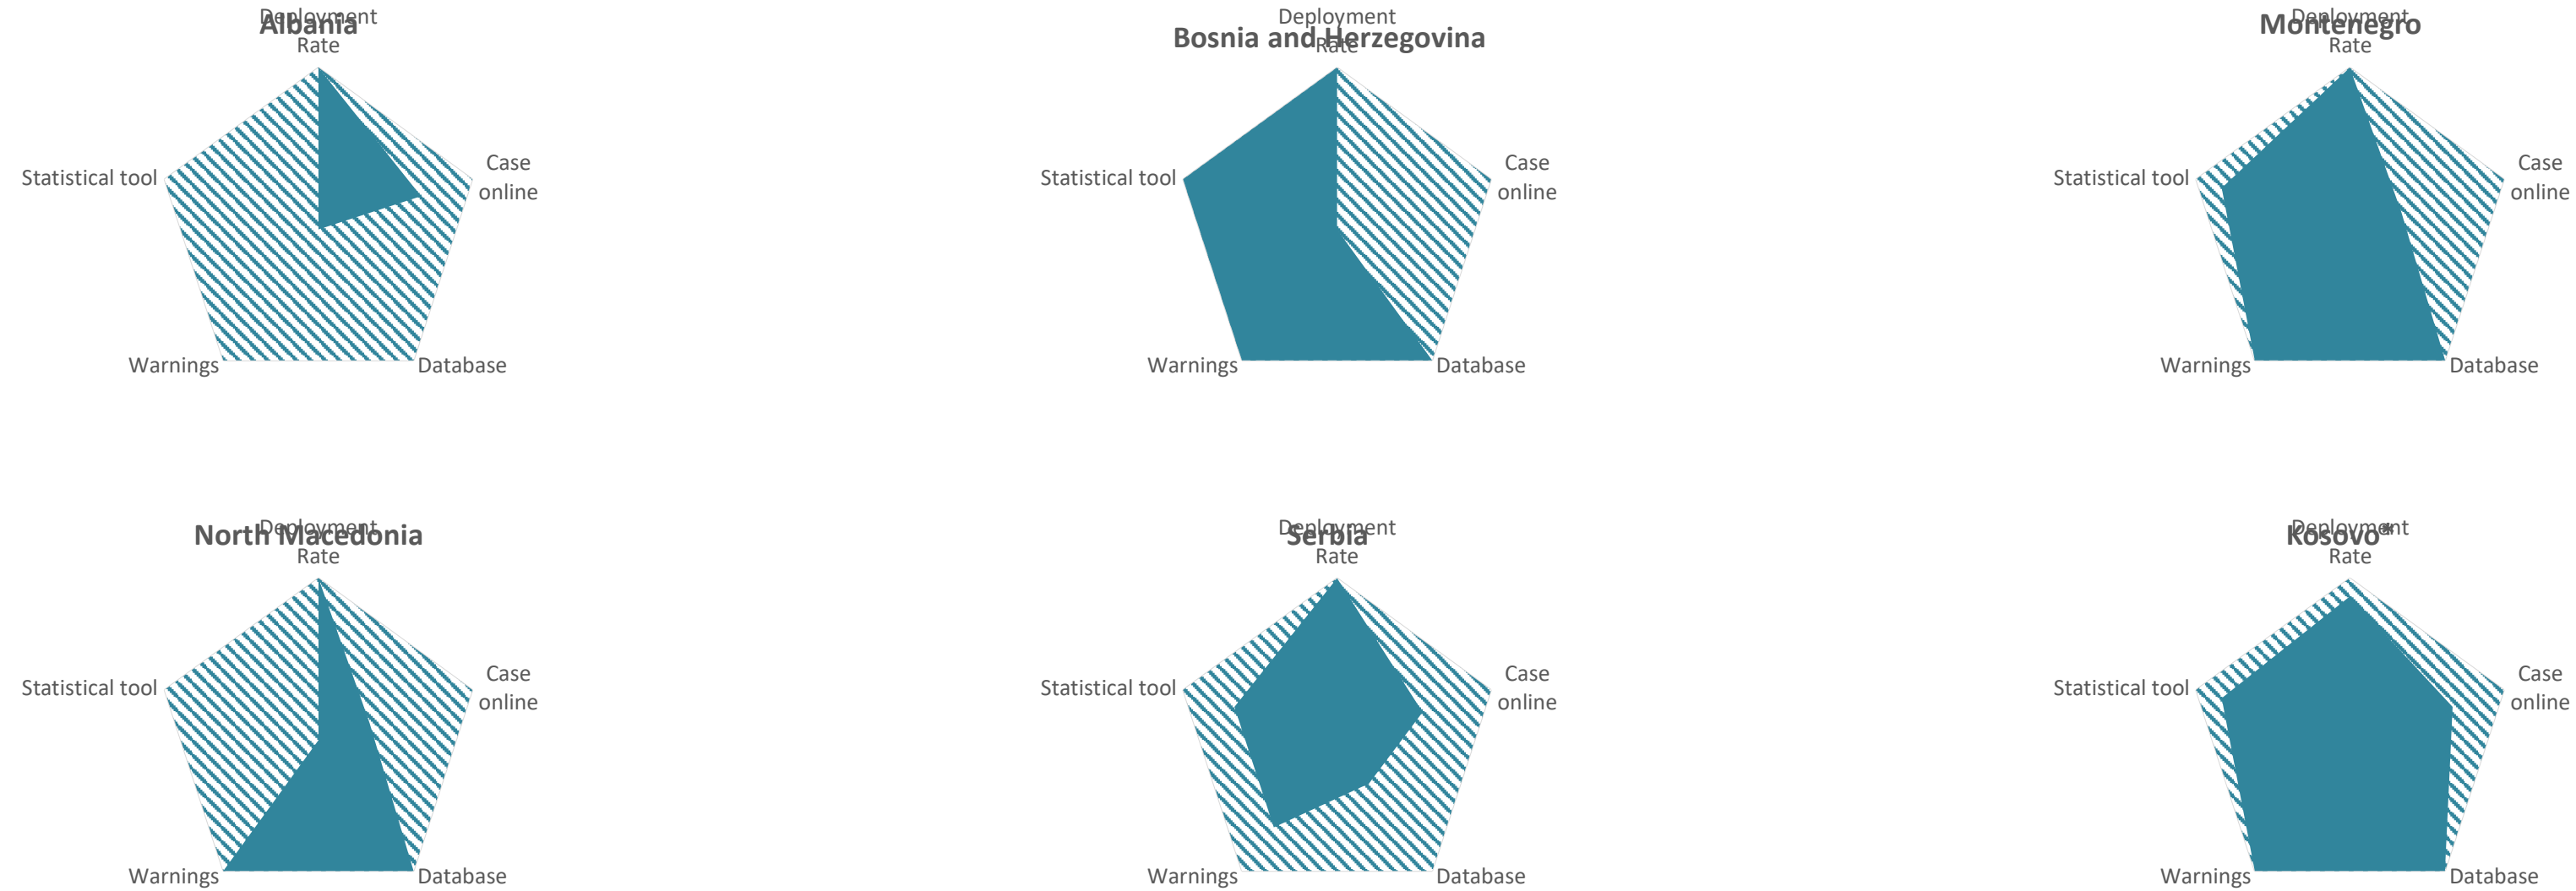 Albania
Deployment
Rate
Case
online
Database
Warnings
Statistical tool
Bosnia and Herzegovina
Deployment
Rate
Case
online
Database
Warnings
Statistical tool
Montenegro
Deployment
Rate
Case
online
Database
Warnings
Statistical tool
North Macedonia
Deployment
Rate
Case
online
Database
Warnings
Statistical tool
Serbia
Deployment
Rate
Case
online
Database
Warnings
Statistical tool
Kosovo*
Deployment
Rate
Case
online
Database
Warnings
Statistical tool